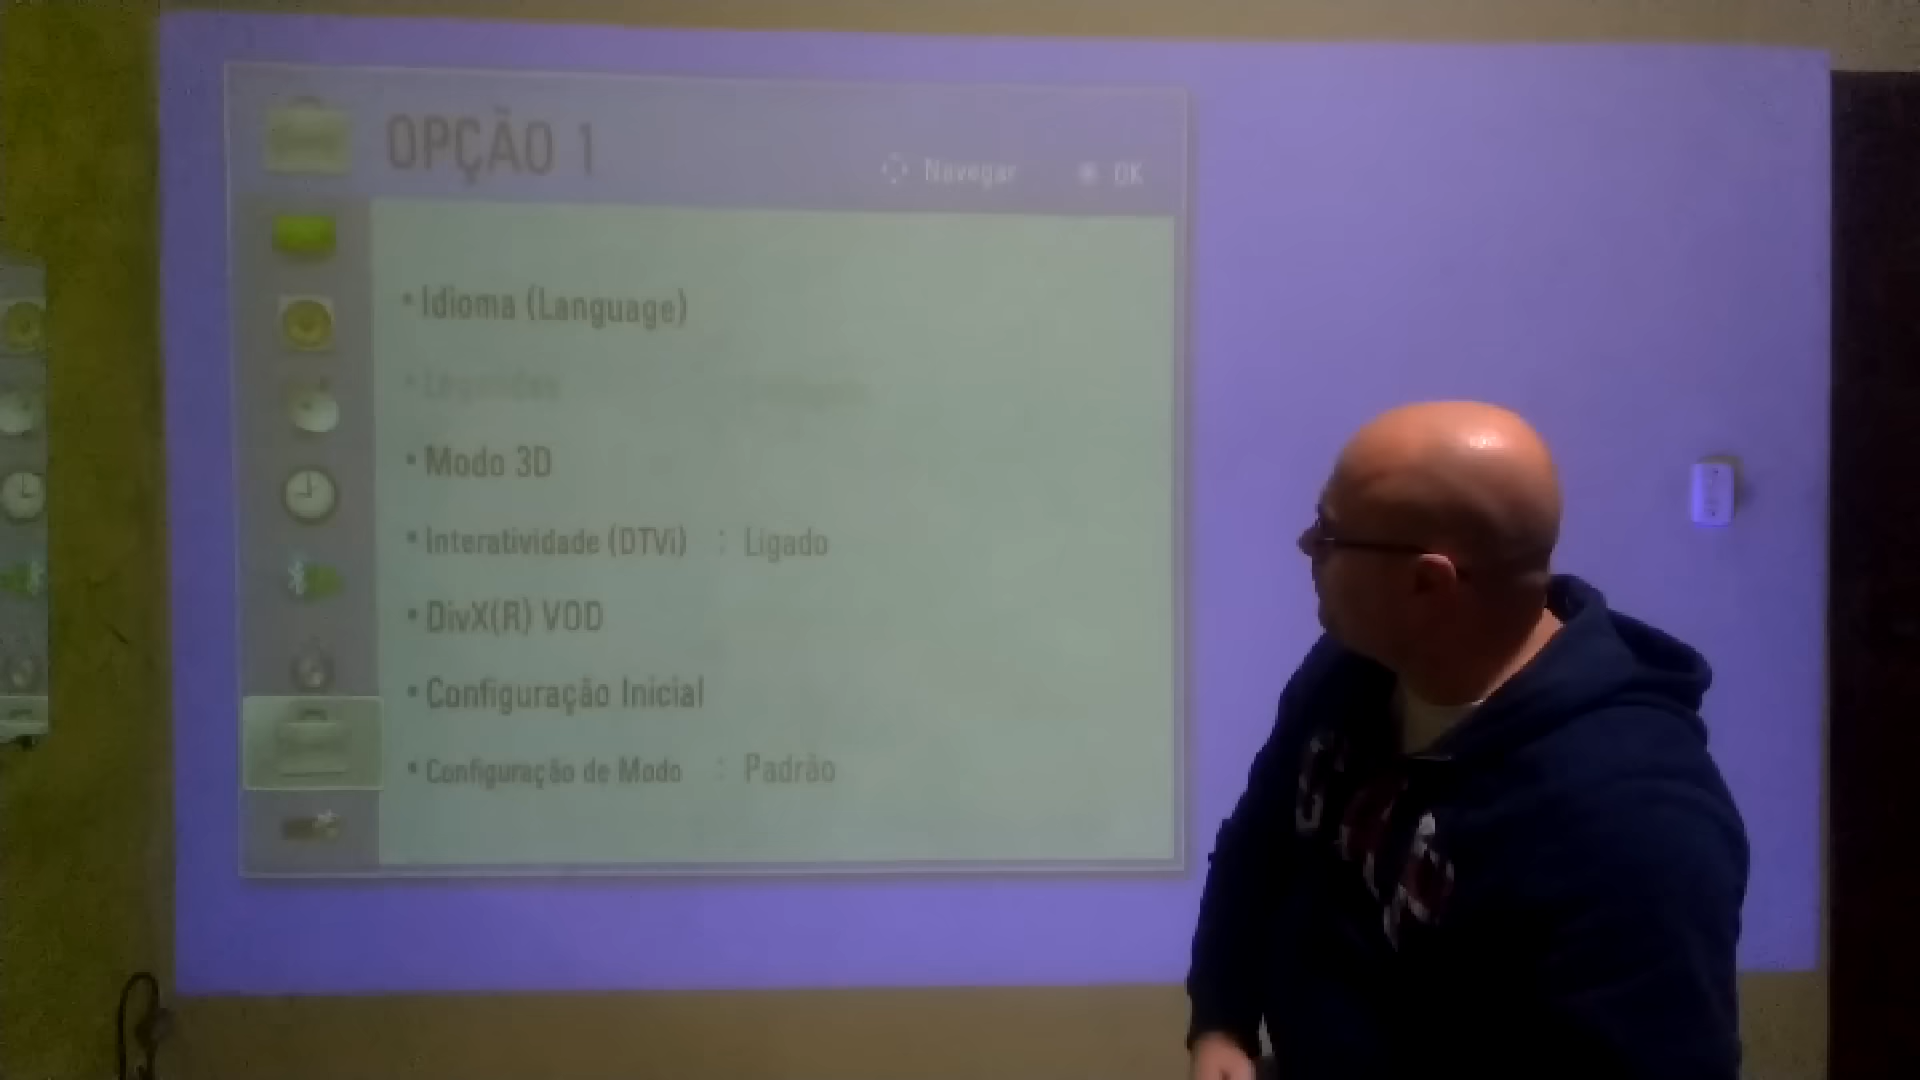 OPÇÃO 1
Navegar OK
• Idioma (Language)
• Modo 3D
• Interatividade (DTVi) : Ligado
• DivX(R) VOD
• Configuração Inicial
• Configuração de Modo : Padrão